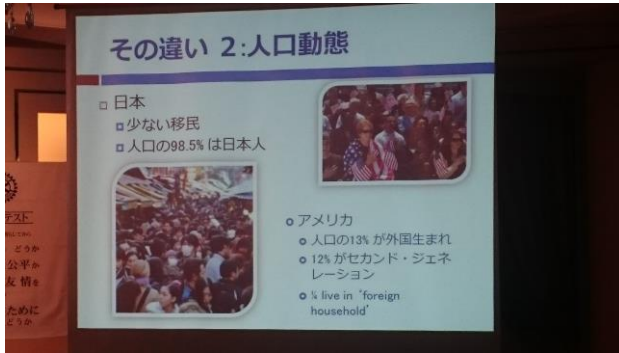 その違い 2:人口動態
日本
少ない移民
人口の98.5% は日本人
アメリカ
人口の13% が外国生まれ
12% がセカンド・ジェネ
レーション
¼ live in 'foreign
household'
テスト
どうか
公平か
友情を
ために
どうか